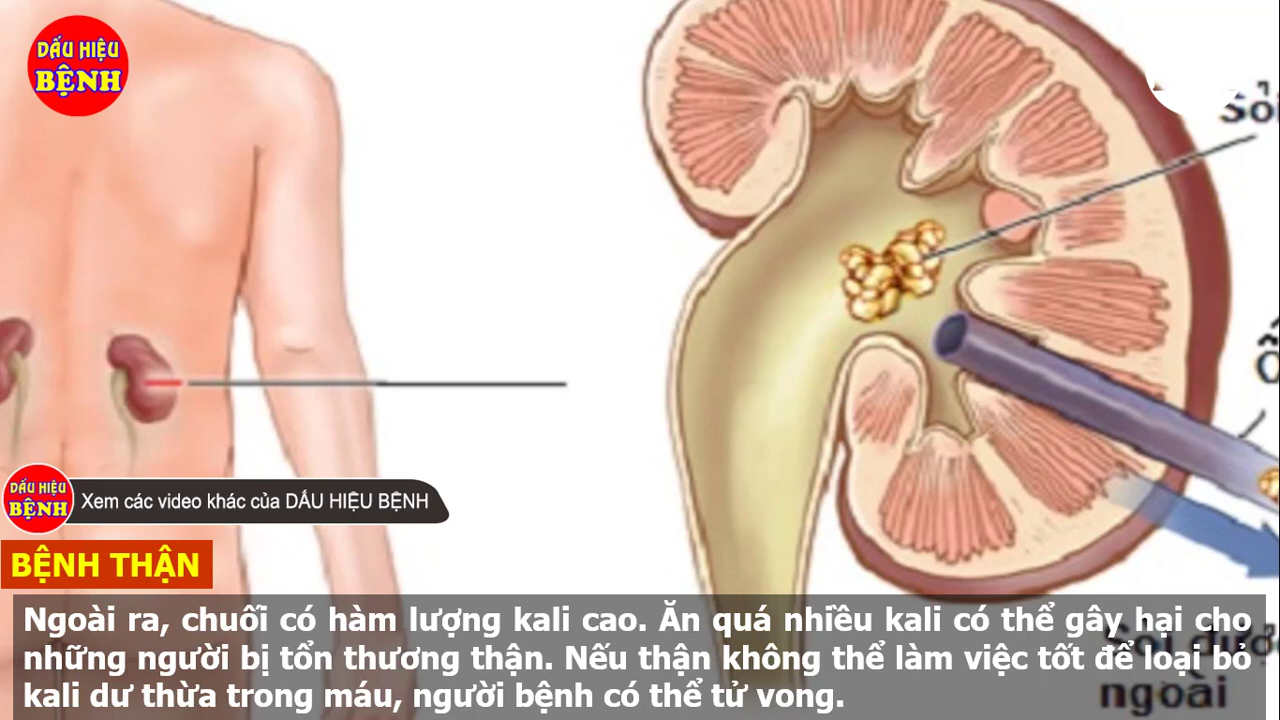 DẤU HIỆU
BỆNH
DẤU HIỆU
BỆNH
Xem các video khác của DẤU HIỆU BỆNH
BỆNH THẬN
Ngoài ra, chuối có hàm lượng kali cao. Ăn quá nhiều kali có thể gây hại cho
những người bị tổn thương thận. Nếu thận không thể làm việc tốt để loại bỏ
kali dư thừa trong máu, người bệnh có thể tử vong.
ngoài